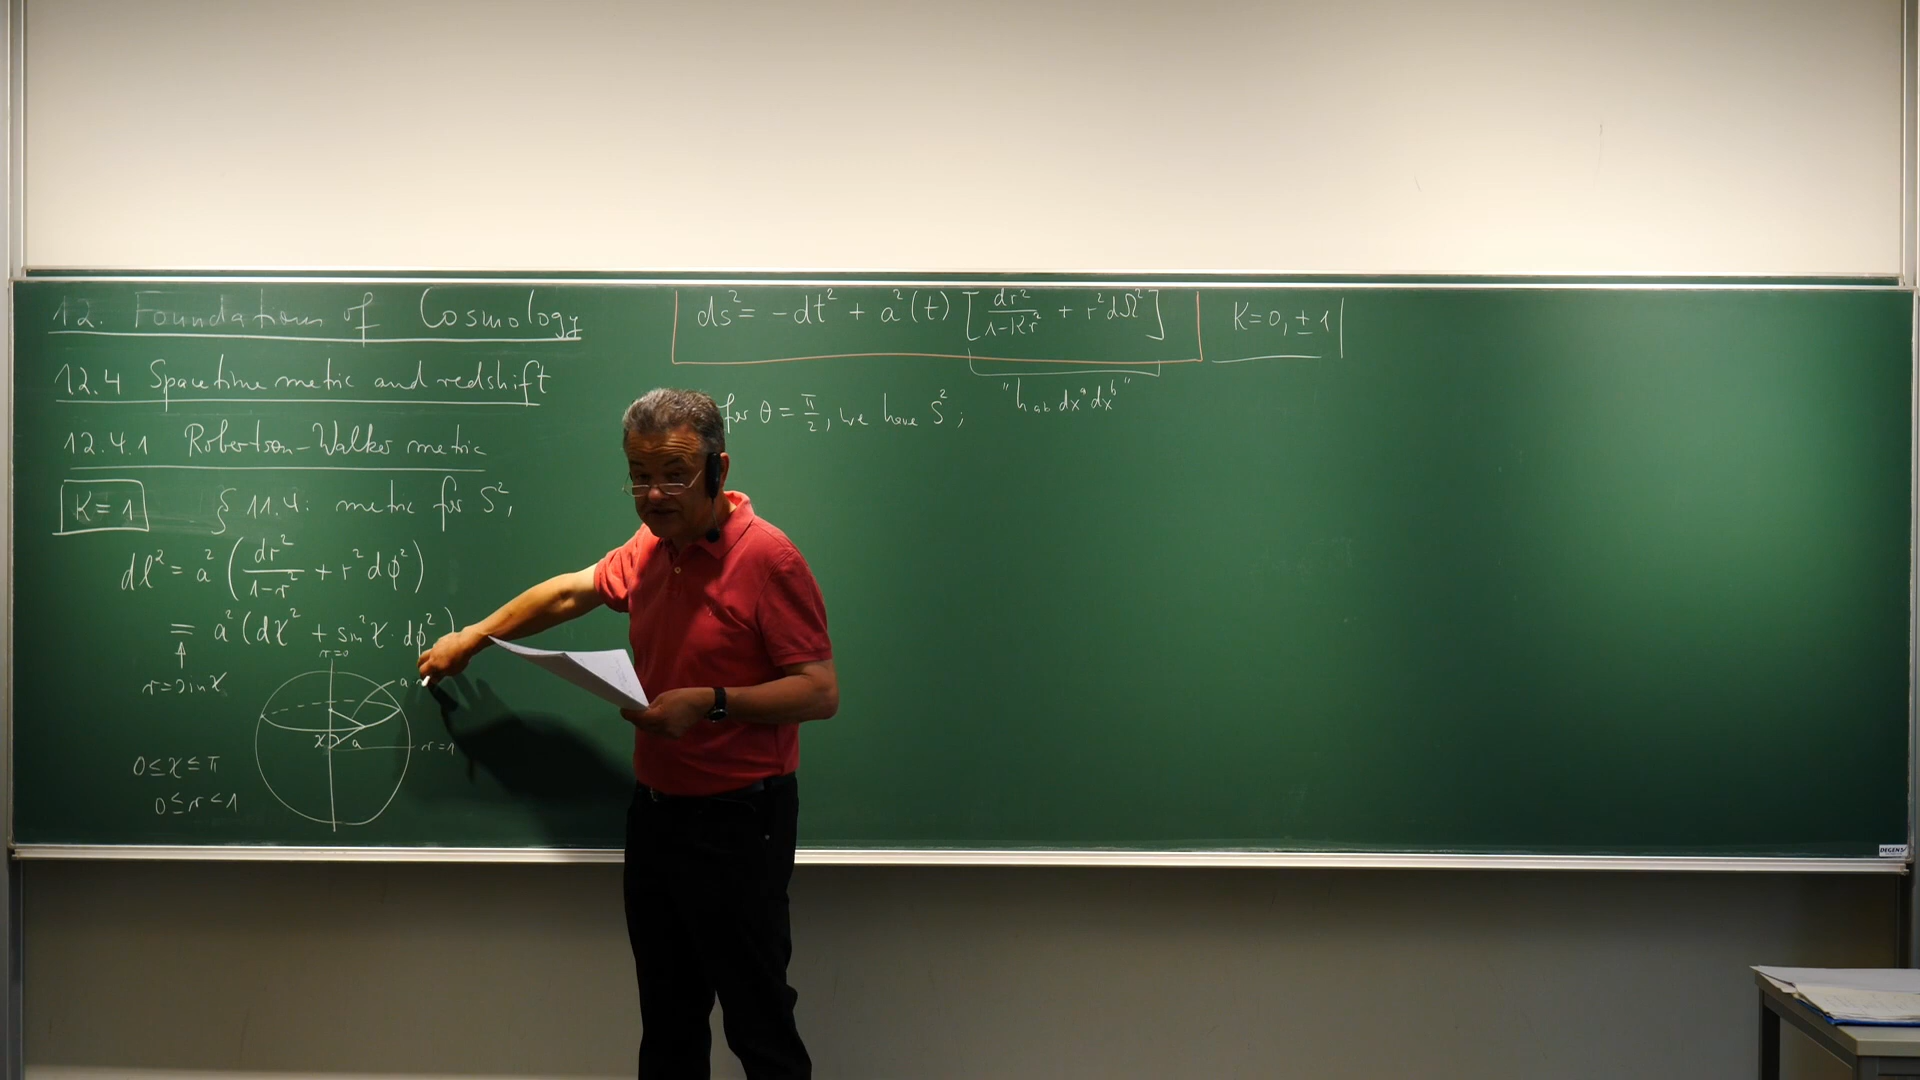 12. Foundations of Cosmology
12.4 Spacetime metric and redshift
12.4.1 Robertson-Walker metric
K=1 § 11.4: metric for S²,
dl² = a² (dr²/1-r² + r² dϕ²)
= a² (dχ² + sin²χ · dϕ²)
↑
r = sin χ
r=0
a
χ a
r=1
0 ≤ χ ≤ π
0 ≤ r < 1
ds² = -dt² + a²(t) [dr²/1-Kr² + r² dΩ²] K=0, ±1
"h_ab dx^a dx^b"
for θ = π/2, we have S²;
DEGEN